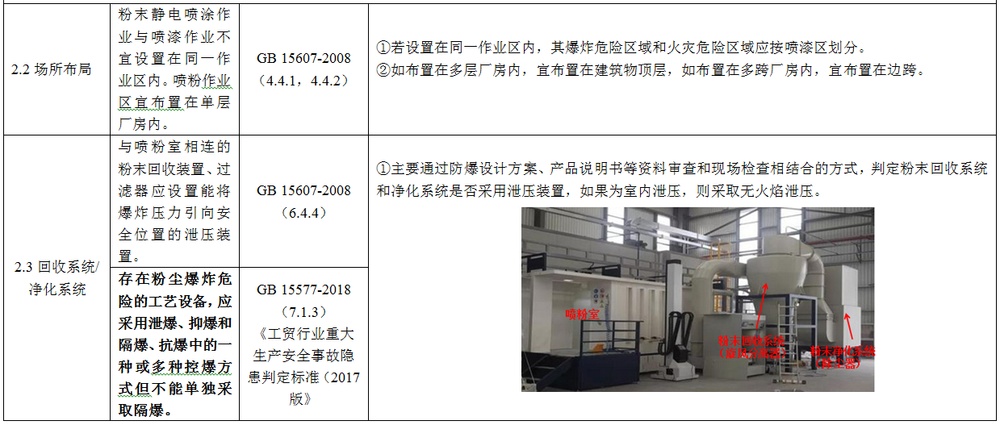 2.2 场所布局
粉末静电喷涂作
业与喷漆作业不
宜设置在同一作
业区内。喷粉作业
区宜布置在单层
厂房内。
GB 15607-2008
（4.4.1，4.4.2）
①若设置在同一作业区内，其爆炸危险区域和火灾危险区域应按喷漆区划分。
②如布置在多层厂房内，宜布置在建筑物顶层，如布置在多跨厂房内，宜布置在边跨。
2.3 回收系统/
净化系统
与喷粉室相连的
粉末回收装置、过
滤器应设置能将
爆炸压力引向安
全位置的泄压装
置。
GB 15607-2008
（6.4.4）
存在粉尘爆炸危
险的工艺设备，应
采用泄爆、抑爆和
隔爆、抗爆中的一
种或多种控爆方
式但不能单独采
取隔爆。
GB 15577-2018
（7.1.3）
《工贸行业重大
生产安全事故隐
患判定标准（2017
版》
①主要通过防爆设计方案、产品说明书等资料审查和现场检查相结合的方式，判定粉末回收系统
和净化系统是否采用泄压装置，如果为室内泄压，则采取无火焰泄压。
喷粉室
粉末回收系统
（旋风分离器）
粉末净化系统
（除尘器）